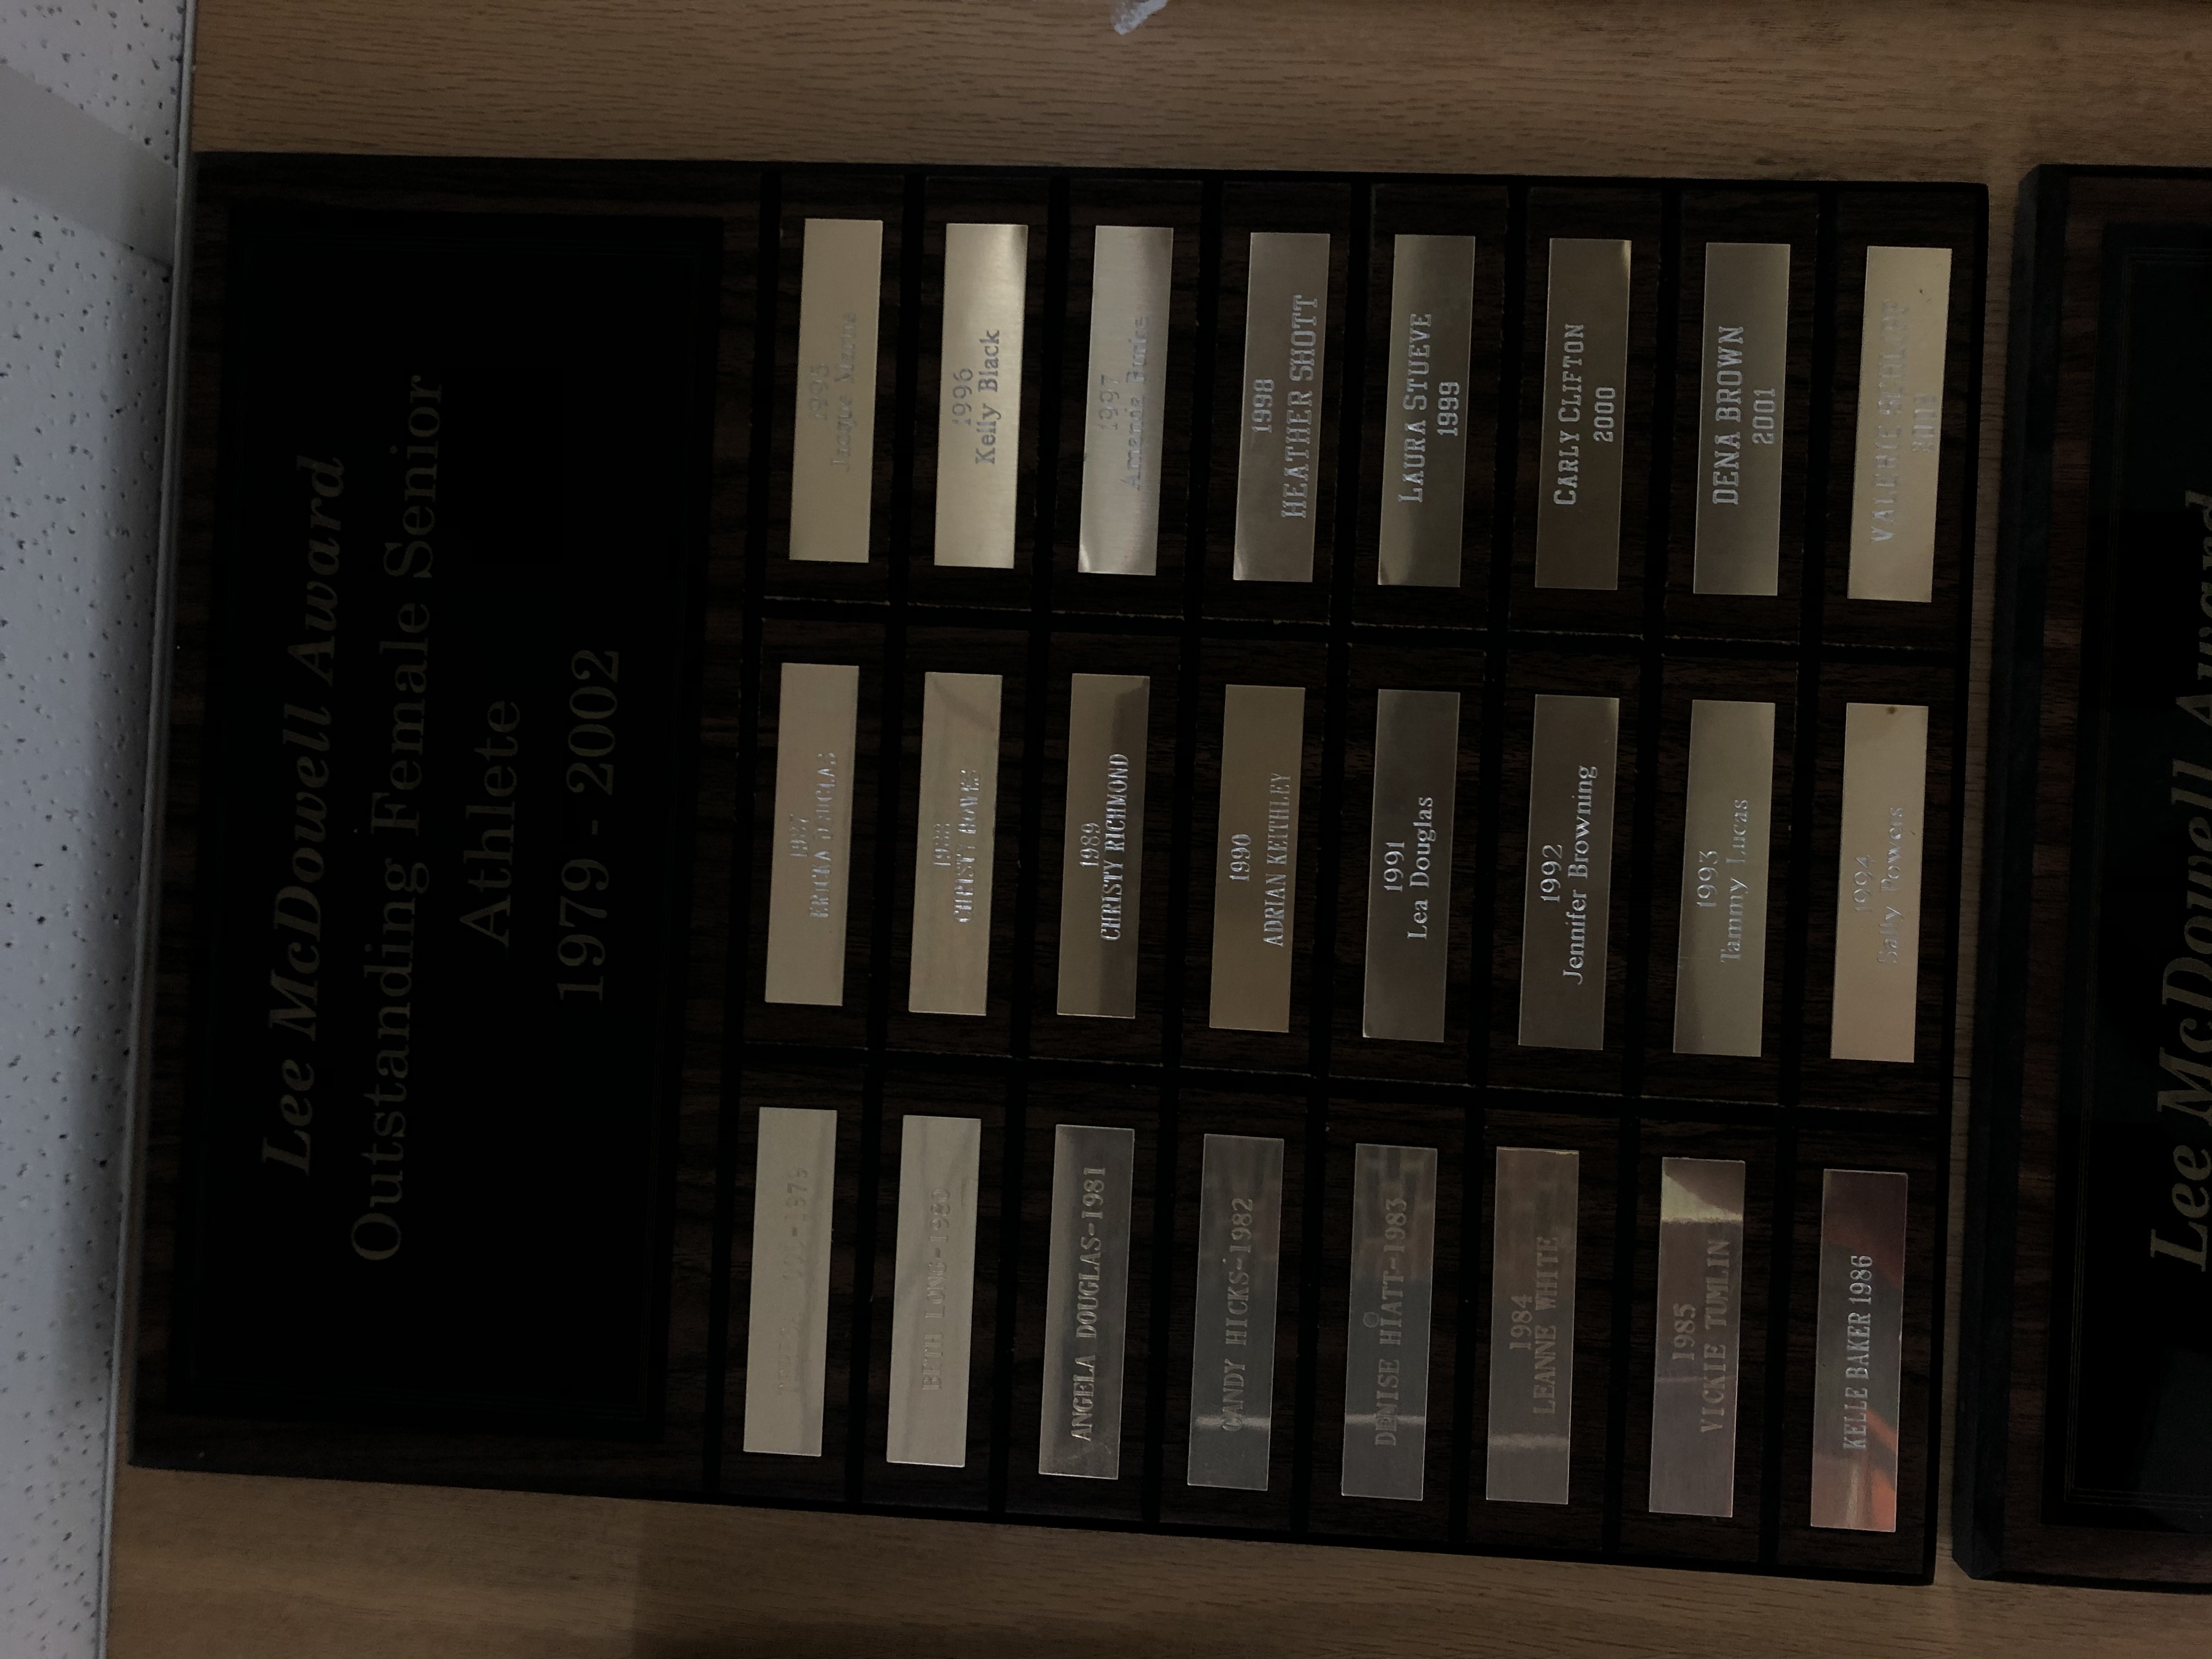 Lee McDowell Award
Outstanding Female Senior
Athlete
1979 - 2002
-1979
BETH LONG-1980
ANGELA DOUGLAS-1981
CANDY HICKS-1982
DENISE HIATT-1983
1984
LEANNE WHITE
1985
VICKIE TUMLIN
KELLE BAKER 1986
1987
ERICKA DOUGLAS
1988
CHRISTY HOWES
1989
CHRISTY RICHMOND
1990
ADRIAN KEITHLEY
1991
Lea Douglas
1992
Jennifer Browning
1993
Tammy Lucas
1994
Sally Powers
1995
Jacque Martin
1996
Kelly Black
1997
Amanda Burks
1998
HEATHER SHOTT
LAURA STUEVE
1999
CARLY CLIFTON
2000
DENA BROWN
2001
VALERIE
2002
Lee McDowell Award